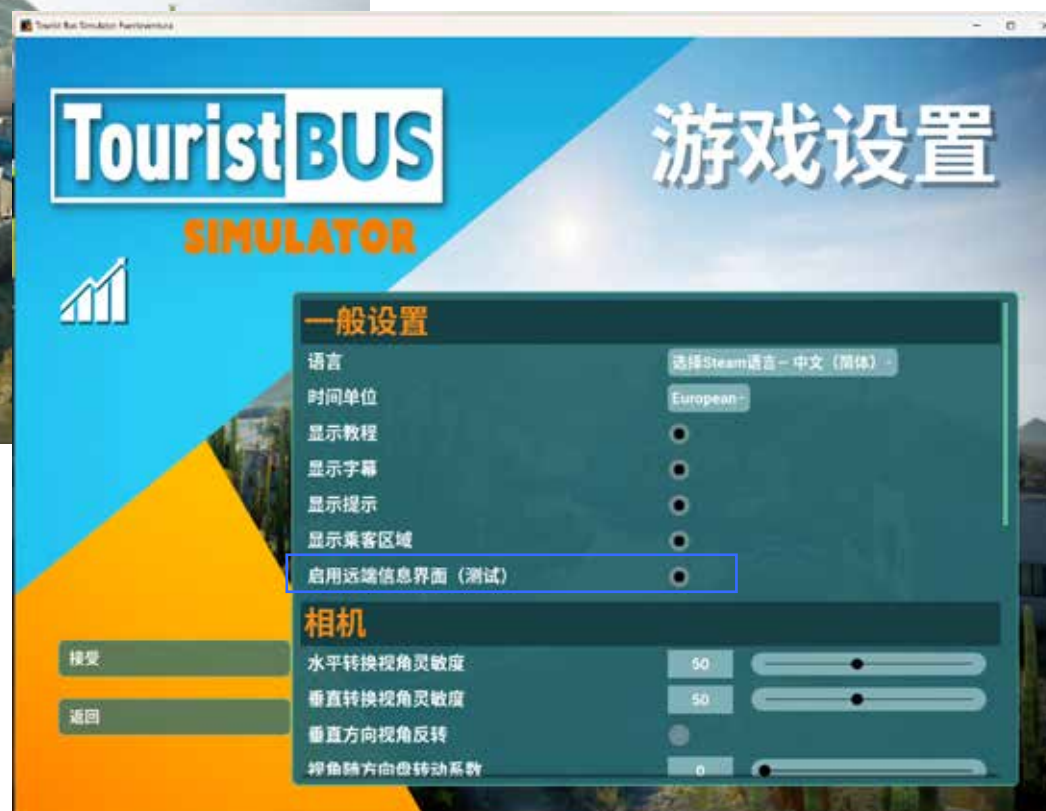 Tourist Bus Simulator Fuerteventura
Tourist BUS
SIMULATOR
游戏设置
一般设置
语言 选择Steam语言 - 中文（简体）
时间单位 European
显示教程
显示字幕
显示提示
显示乘客区域
启用远端信息界面（测试）
相机
水平转换视角灵敏度 50
垂直转换视角灵敏度 50
垂直方向视角反转
视角随方向盘转动系数 0
接受
返回